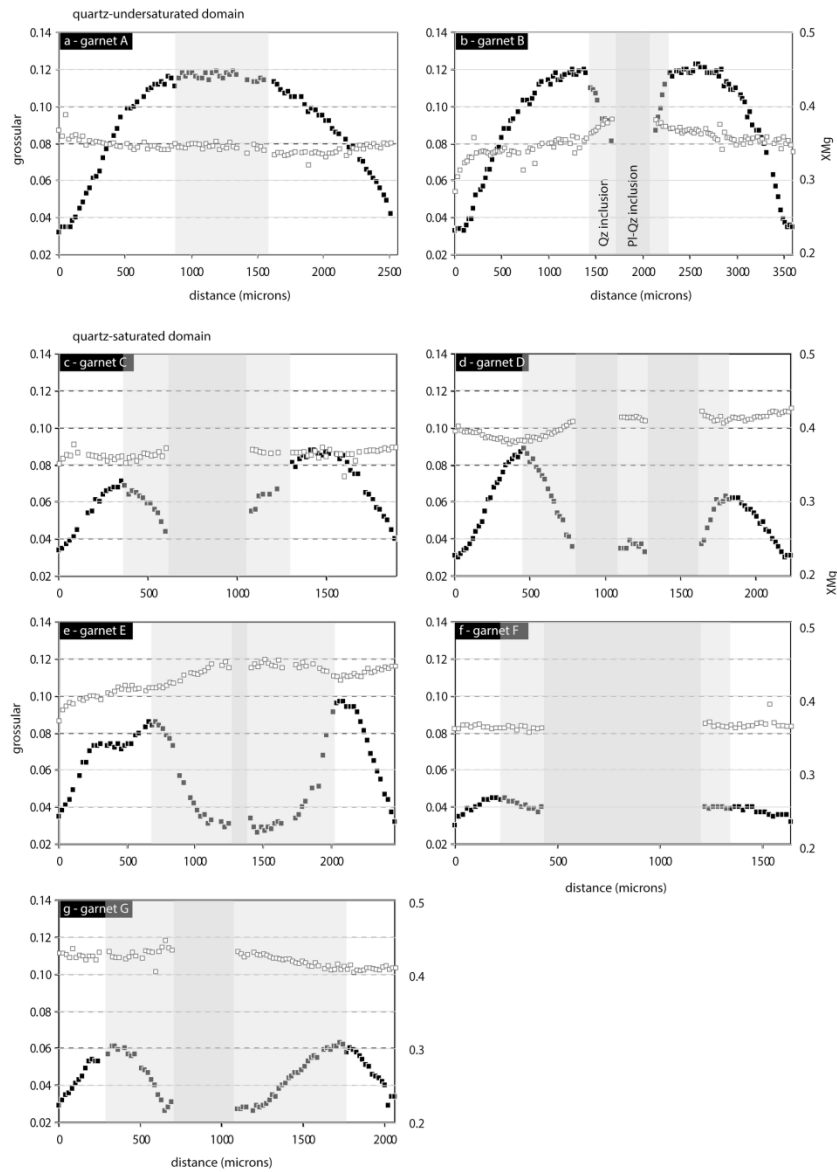 quartz-undersaturated domain
a - garnet A
b - garnet B
0.14
0.12
0.10
0.08
0.06
0.04
0.02
grossular
0 500 1000 1500 2000 2500
distance (microns)
0.14
0.12
0.10
0.08
0.06
0.04
0.02
Qz inclusion
Pl-Qz inclusion
0.5
0.4
0.3
0.2
XMg
0 500 1000 1500 2000 2500 3000 3500
distance (microns)
quartz-saturated domain
c - garnet C
d - garnet D
0.14
0.12
0.10
0.08
0.06
0.04
0.02
0 500 1000 1500
0.14
0.12
0.10
0.08
0.06
0.04
0.02
0.5
0.4
0.3
0.2
0 500 1000 1500 2000
XMg
e - garnet E
f - garnet F
0.14
0.12
0.10
0.08
0.06
0.04
0.02
grossular
0 500 1000 1500 2000
0.14
0.12
0.10
0.08
0.06
0.04
0.02
0.5
0.4
0.3
0.2
0 500 1000 1500
distance (microns)
g - garnet G
0.14
0.12
0.10
0.08
0.06
0.04
0.02
0.5
0.4
0.3
0.2
0 500 1000 1500 2000
distance (microns)